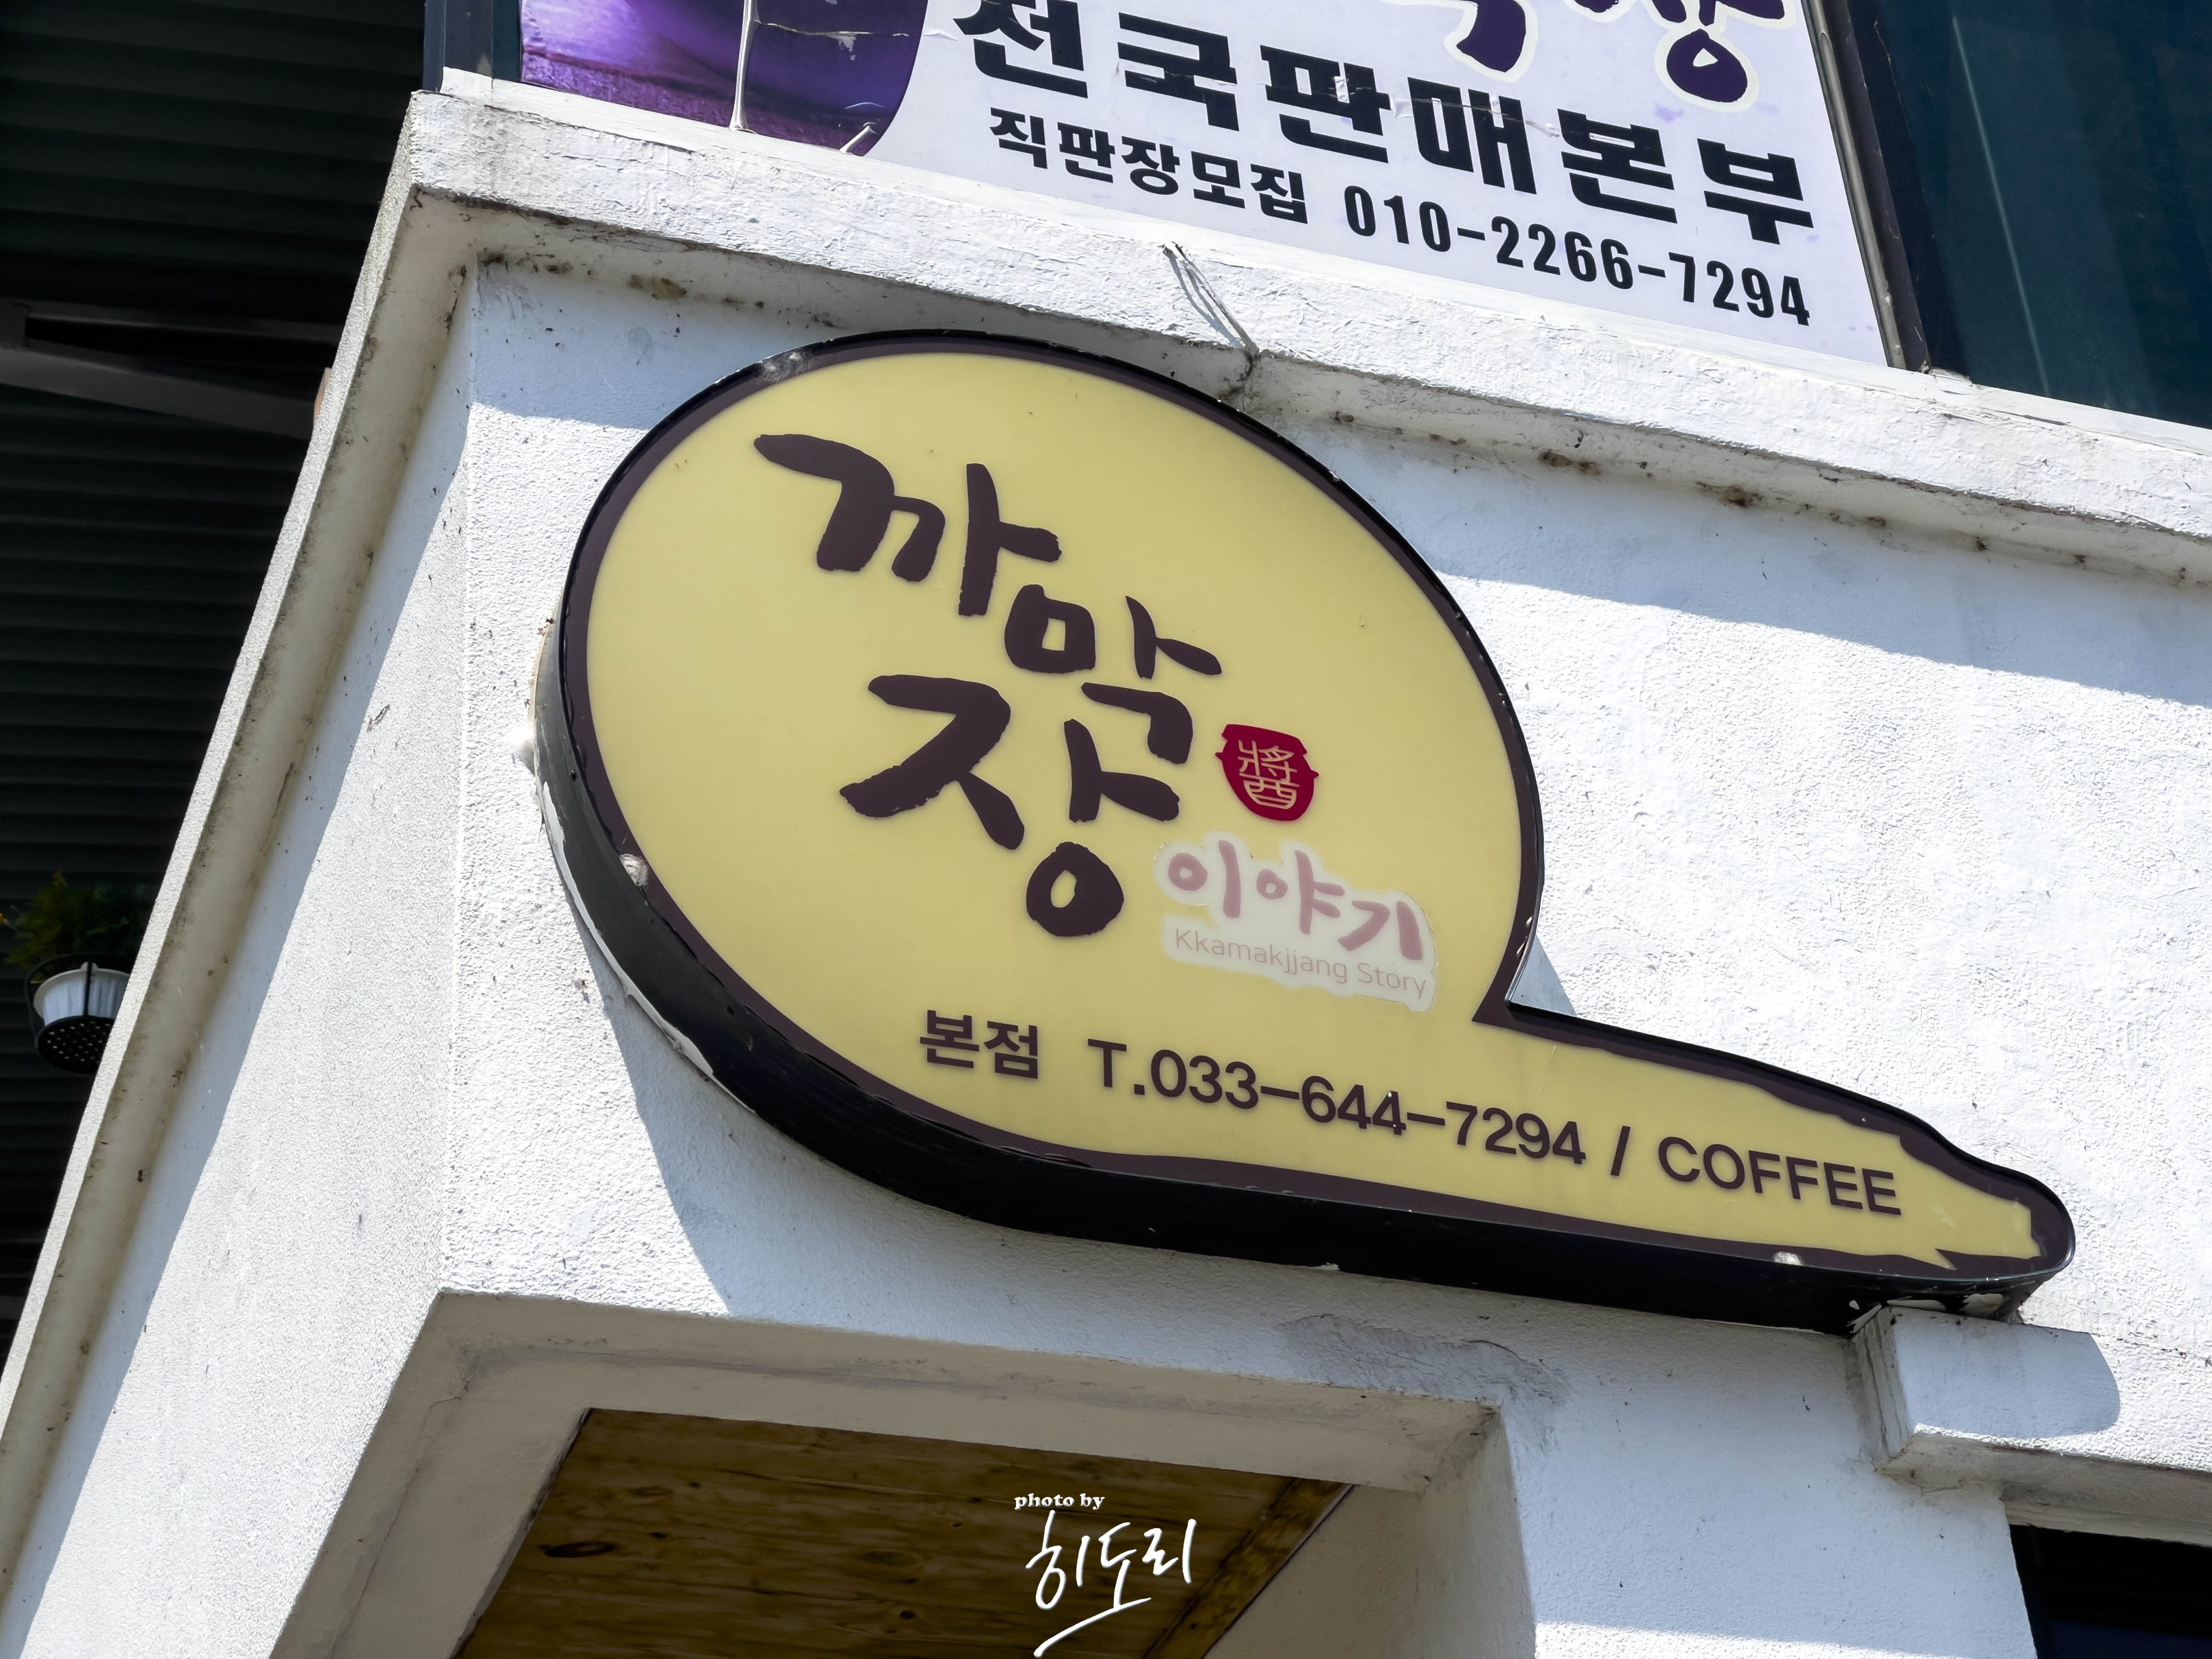 전국판매본부
직판장모집 010-2266-7294
까막
장
醬
이야기
Kkamakjjang Story
본점 T.033-644-7294 / COFFEE
photo by
히도리